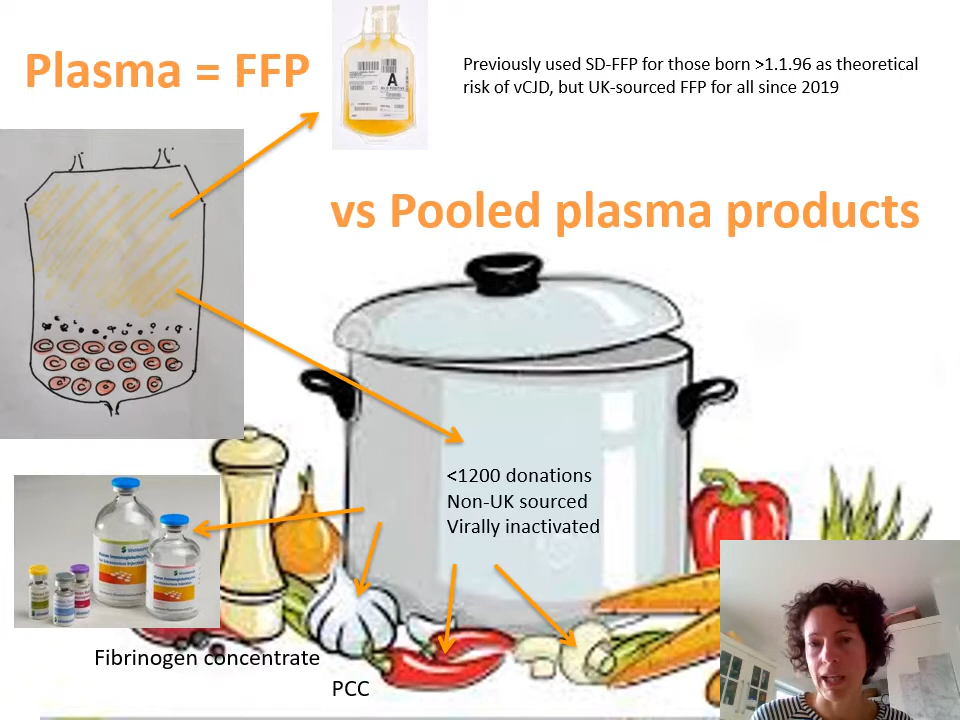 Plasma = FFP
A
Previously used SD-FFP for those born >1.1.96 as theoretical
risk of vCJD, but UK-sourced FFP for all since 2019
vs Pooled plasma products
<1200 donations
Non-UK sourced
Virally inactivated
Fibrinogen concentrate
PCC